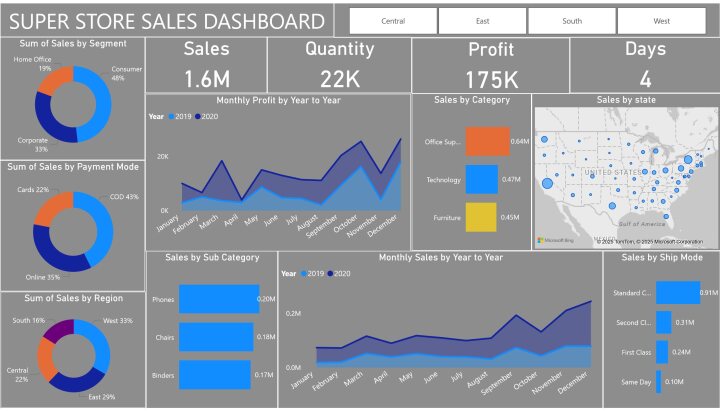 SUPER STORE SALES DASHBOARD
Central
East
South
West
Sum of Sales by Segment
Home Office
19%
Consumer
48%
Corporate
33%
Sales
1.6M
Quantity
22K
Profit
175K
Days
4
Monthly Profit by Year to Year
Year 2019 2020
20K
0K
January
February
March
April
May
June
July
August
September
October
November
December
Sales by Category
Office Sup...
0.64M
Technology
0.47M
Furniture
0.45M
Sales by state
UNITED STATES
Gulf of America
MEXICO
Microsoft Bing
© 2025 TomTom, © 2025 Microsoft Corporation
Sum of Sales by Payment Mode
Cards 22%
COD 43%
Online 35%
Sales by Sub Category
Phones
0.20M
Chairs
0.18M
Binders
0.17M
Monthly Sales by Year to Year
Year 2019 2020
0.2M
0.0M
January
February
March
April
May
June
July
August
September
October
November
December
Sales by Ship Mode
Standard C...
0.91M
Second Cl...
0.31M
First Class
0.24M
Same Day
0.10M
Sum of Sales by Region
South 16%
West 33%
Central
22%
East 29%